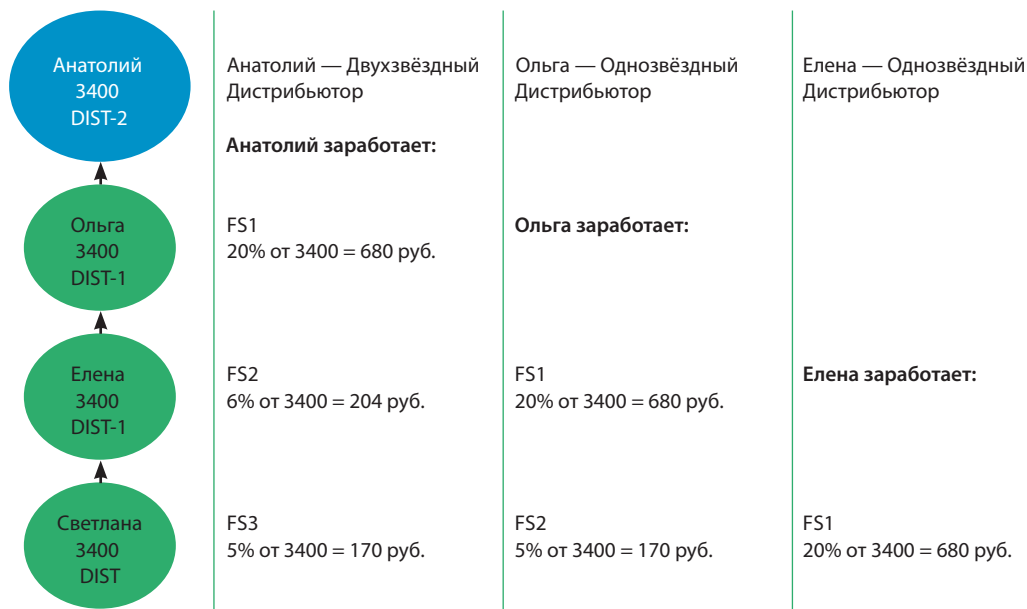 Анатолий
3400
DIST-2
Анатолий — Двухзвёздный
Дистрибьютор
Ольга — Однозвёздный
Дистрибьютор
Елена — Однозвёздный
Дистрибьютор
Анатолий заработает:
Ольга
3400
DIST-1
FS1
20% от 3400 = 680 руб.
Ольга заработает:
Елена
3400
DIST-1
FS2
6% от 3400 = 204 руб.
FS1
20% от 3400 = 680 руб.
Елена заработает:
Светлана
3400
DIST
FS3
5% от 3400 = 170 руб.
FS2
5% от 3400 = 170 руб.
FS1
20% от 3400 = 680 руб.